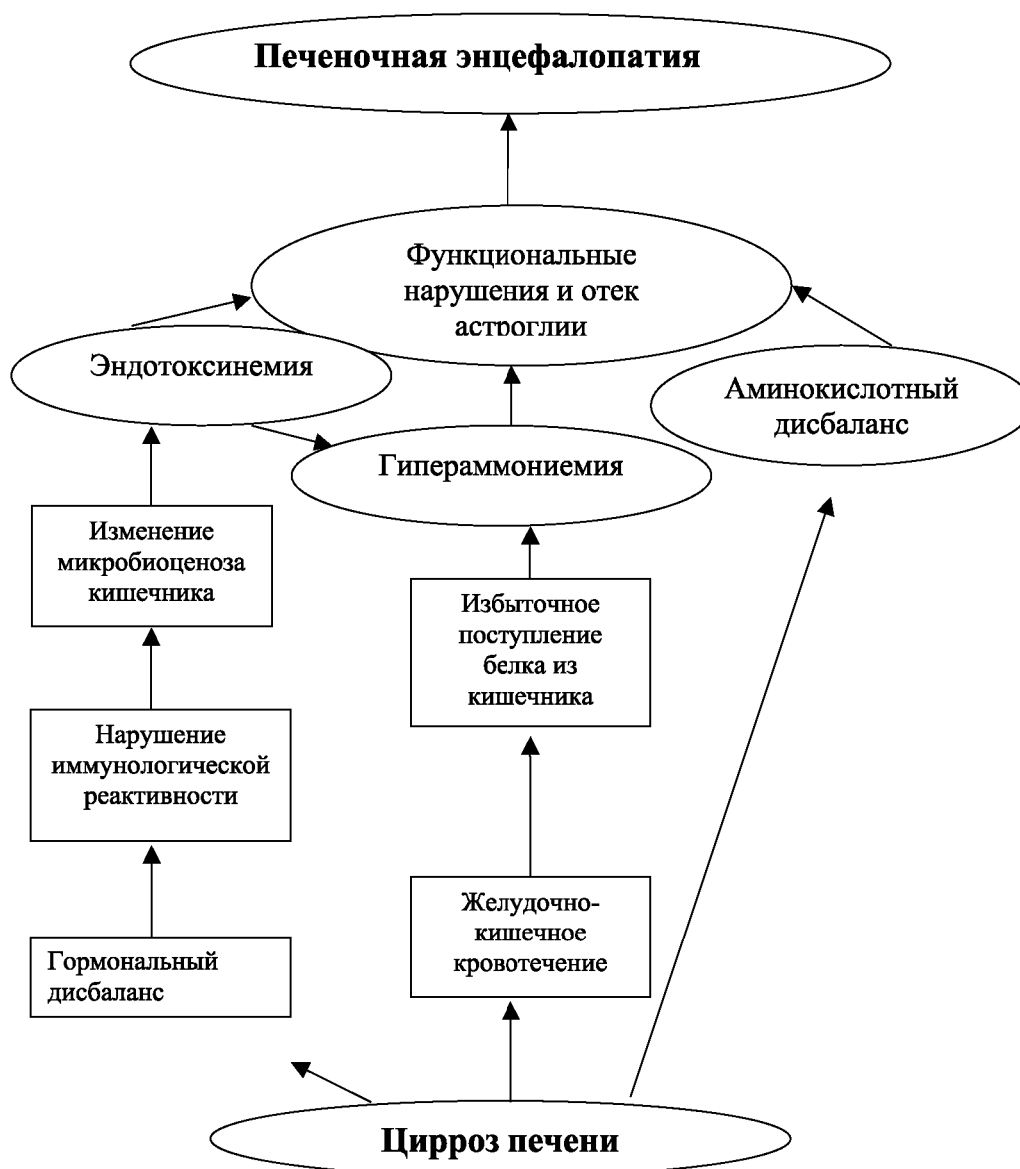 Печеночная энцефалопатия
Функциональные
нарушения и отек
астроглии
Эндотоксинемия
Аминокислотный
дисбаланс
Гипераммониемия
Изменение
микробиоценоза
кишечника
Избыточное
поступление
белка из
кишечника
Нарушение
иммунологической
реактивности
Желудочно-
кишечное
кровотечение
Гормональный
дисбаланс
Цирроз печени